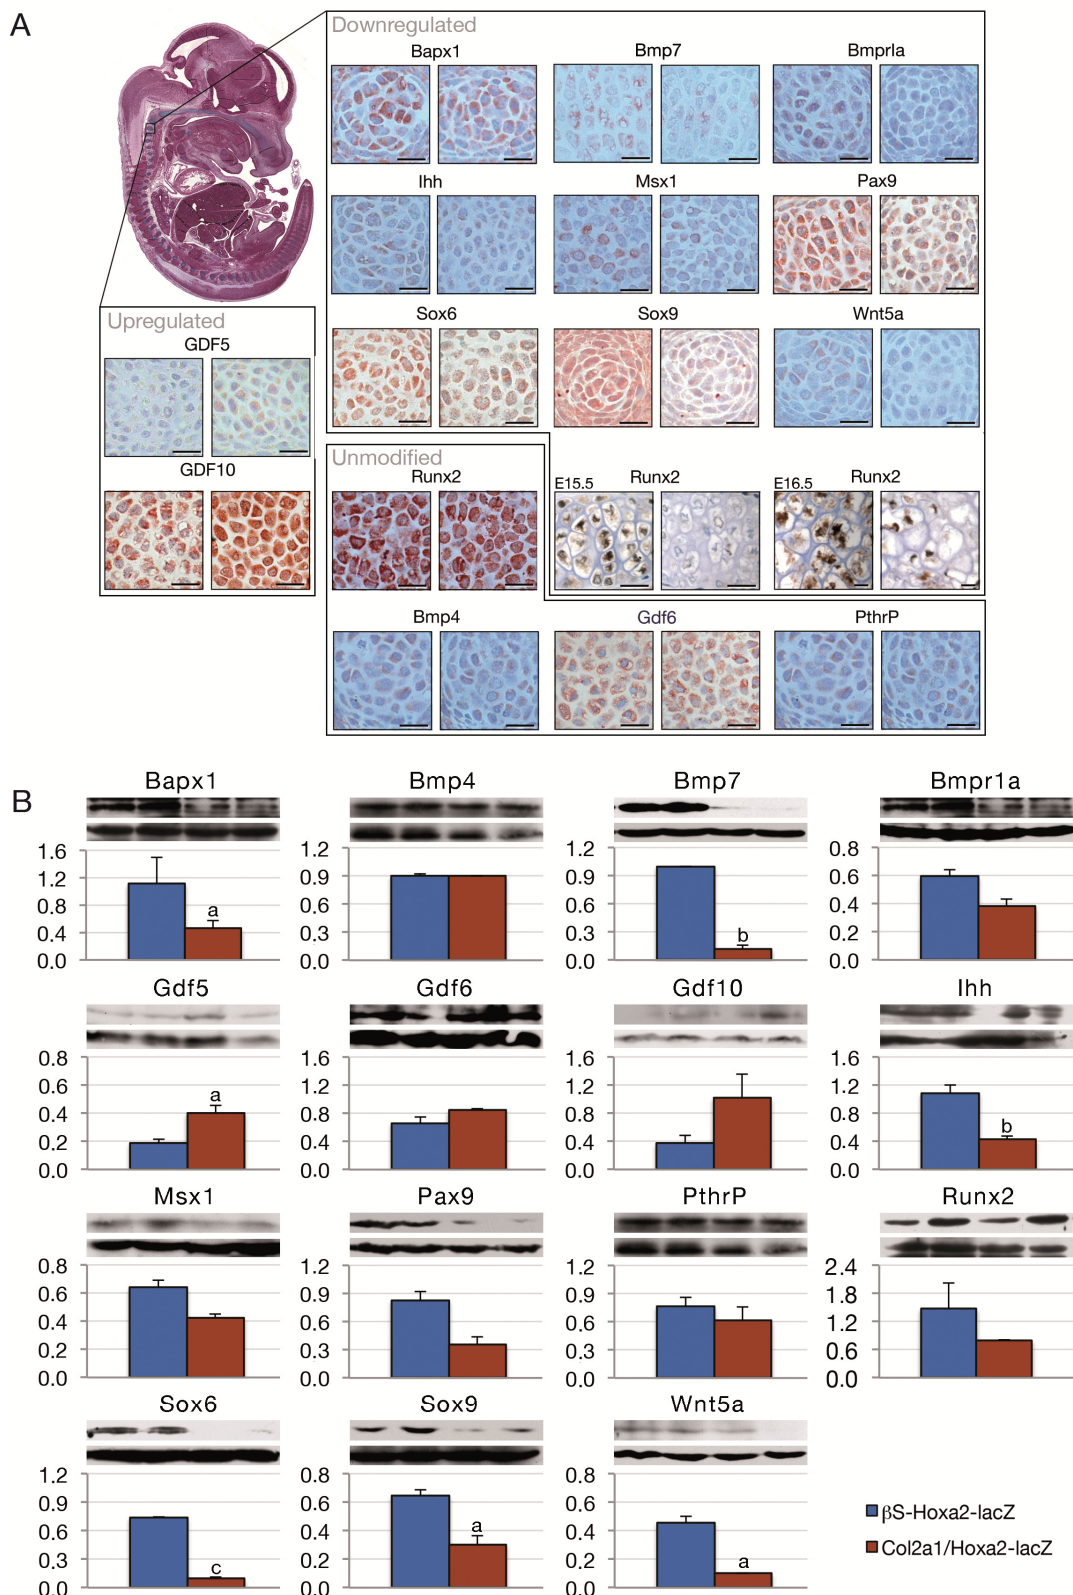 A
Downregulated
Bapx1 Bmp7 BmprIa
Ihh Msx1 Pax9
Sox6 Sox9 Wnt5a
Upregulated
GDF5
GDF10
Unmodified
Runx2 E15.5 Runx2 E16.5 Runx2
Bmp4 Gdf6 PthrP
B
Bapx1 Bmp4 Bmp7 Bmpr1a
1.6 1.2 1.2 0.8
1.2 0.9 0.9 0.6
0.8 0.6 0.6 0.4
0.4 0.3 0.3 0.2
0.0 0.0 0.0 0.0
a b
Gdf5 Gdf6 Gdf10 Ihh
0.8 1.6 1.6 1.6
0.6 1.2 1.2 1.2
0.4 0.8 0.8 0.8
0.2 0.4 0.4 0.4
0.0 0.0 0.0 0.0
a b
Msx1 Pax9 PthrP Runx2
0.8 1.2 1.2 2.4
0.6 0.9 0.9 1.8
0.4 0.6 0.6 1.2
0.2 0.3 0.3 0.6
0.0 0.0 0.0 0.0
Sox6 Sox9 Wnt5a
1.2 0.8 0.8
0.9 0.6 0.6
0.6 0.4 0.4
0.3 0.2 0.2
0.0 0.0 0.0
c a a
βS-Hoxa2-lacZ
Col2a1/Hoxa2-lacZ